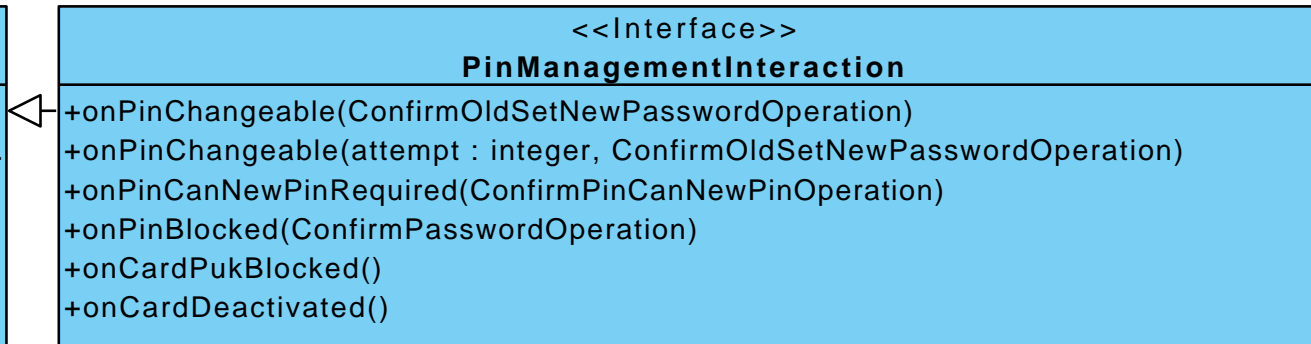 <<Interface>>
PinManagementInteraction
+onPinChangeable(ConfirmOldSetNewPasswordOperation)
+onPinChangeable(attempt : integer, ConfirmOldSetNewPasswordOperation)
+onPinCanNewPinRequired(ConfirmPinCanNewPinOperation)
+onPinBlocked(ConfirmPasswordOperation)
+onCardPukBlocked()
+onCardDeactivated()